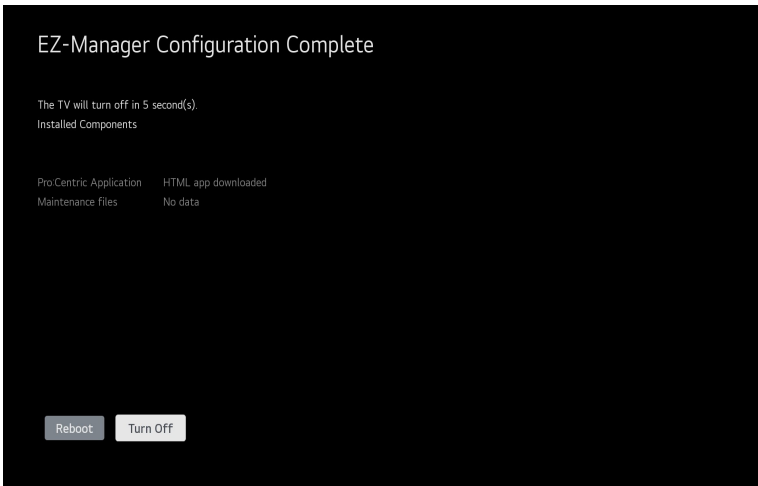 EZ-Manager Configuration Complete
The TV will turn off in 5 second(s).
Installed Components
Pro:Centric Application HTML app downloaded
Maintenance files No data
Reboot Turn Off